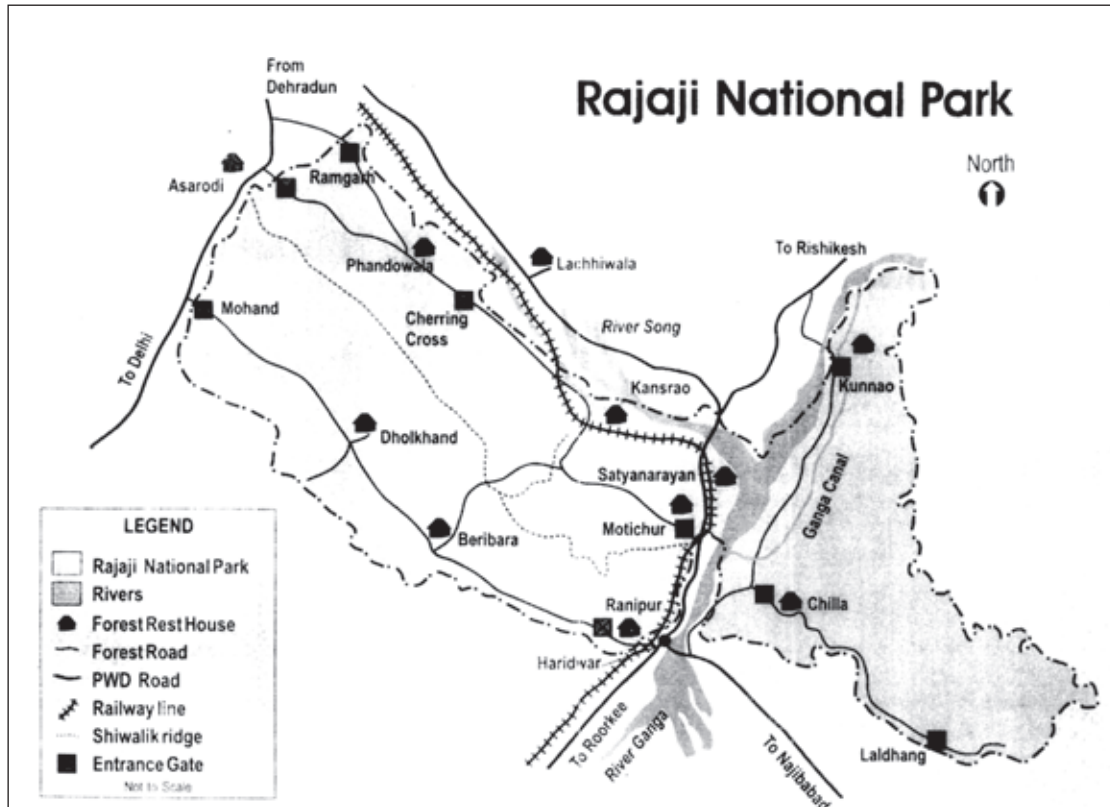 Rajaji National Park
North
From
Dehradun
Asarodi
Ramgarh
Phandowala
Lachhiwala
To Rishikesh
Mohand
Cherring
Cross
River Song
To Delhi
Kansrao
Kunnao
Dholkhand
Satyanarayan
Ganga Canal
Motichur
Beribara
Ranipur
Chilla
Haridwar
To Roorkee
River Ganga
To Najibabad
Laldhang
LEGEND
Rajaji National Park
Rivers
Forest Rest House
Forest Road
PWD Road
Railway line
Shiwalik ridge
Entrance Gate
Not to Scale